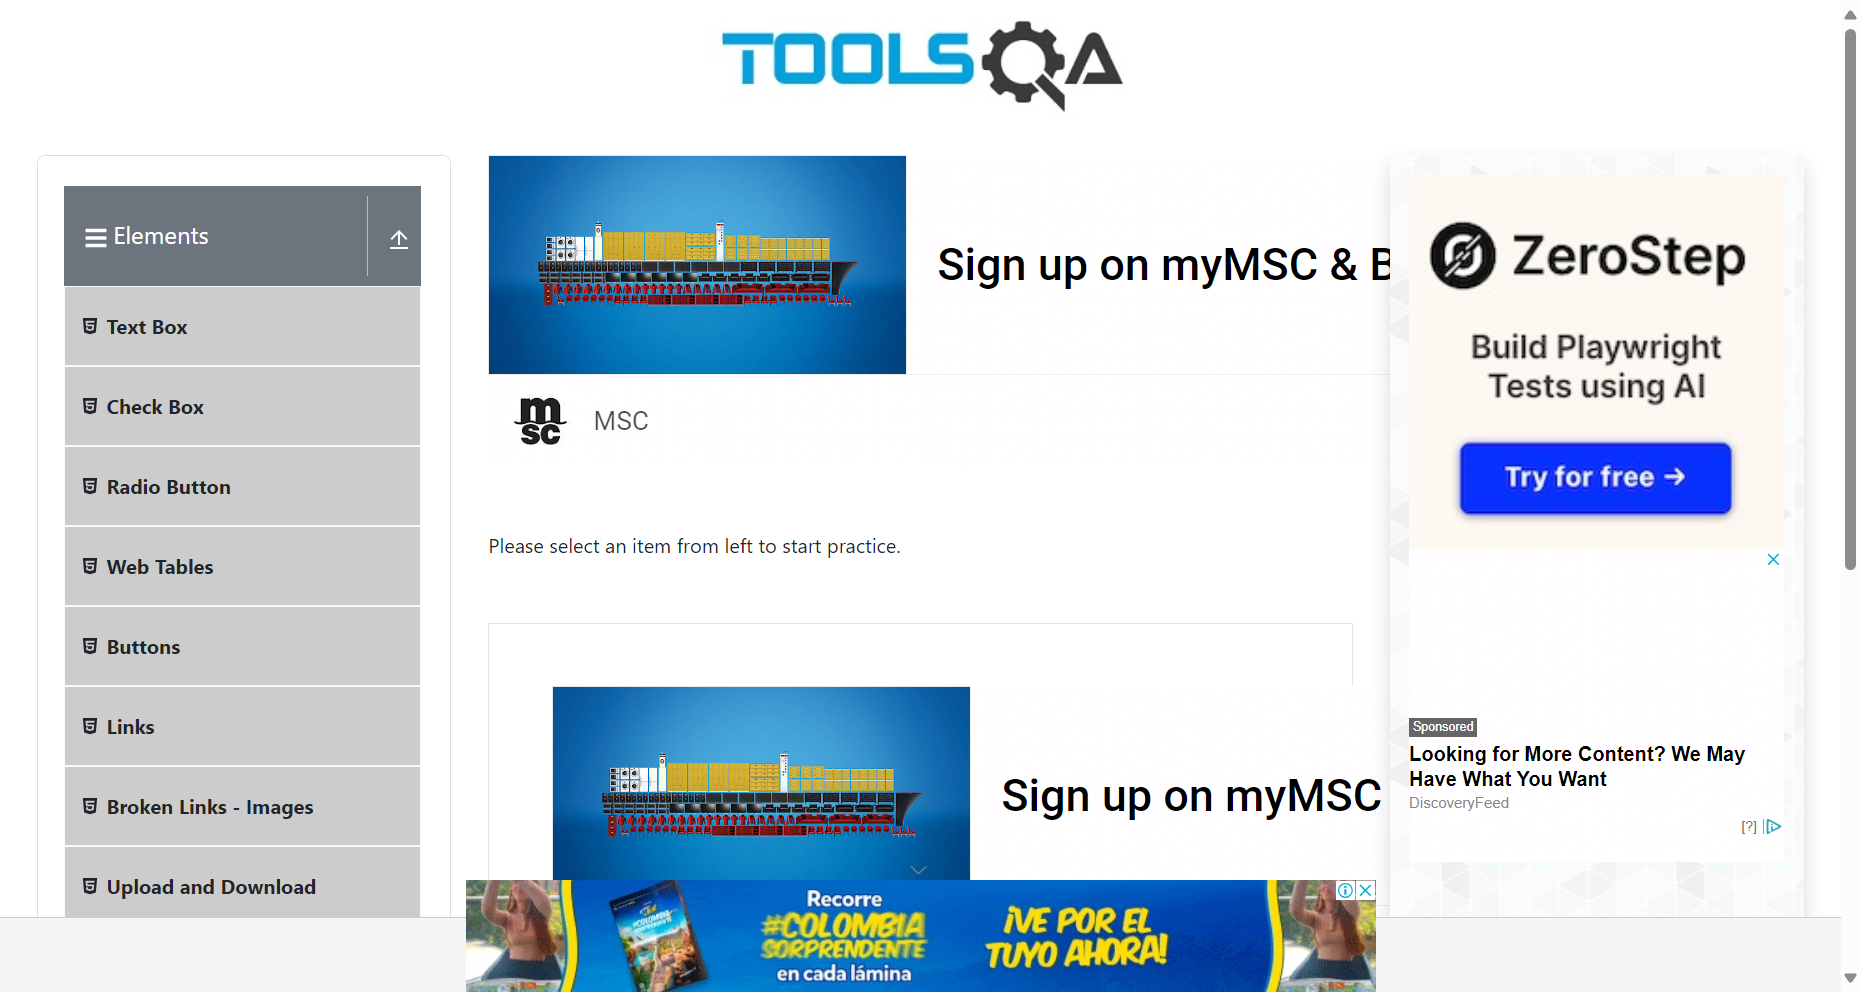 TOOLSQA
Elements
Text Box
Check Box
Radio Button
Web Tables
Buttons
Links
Broken Links - Images
Upload and Download
Sign up on myMSC & B
msc
MSC
Please select an item from left to start practice.
Sign up on myMSC
ZeroStep
Build Playwright
Tests using AI
Try for free →
Sponsored
Looking for More Content? We May
Have What You Want
DiscoveryFeed
[?]
Recorre
#COLOMBIA
SORPRENDENTE
en cada lámina
¡VE POR EL
TUYO AHORA!